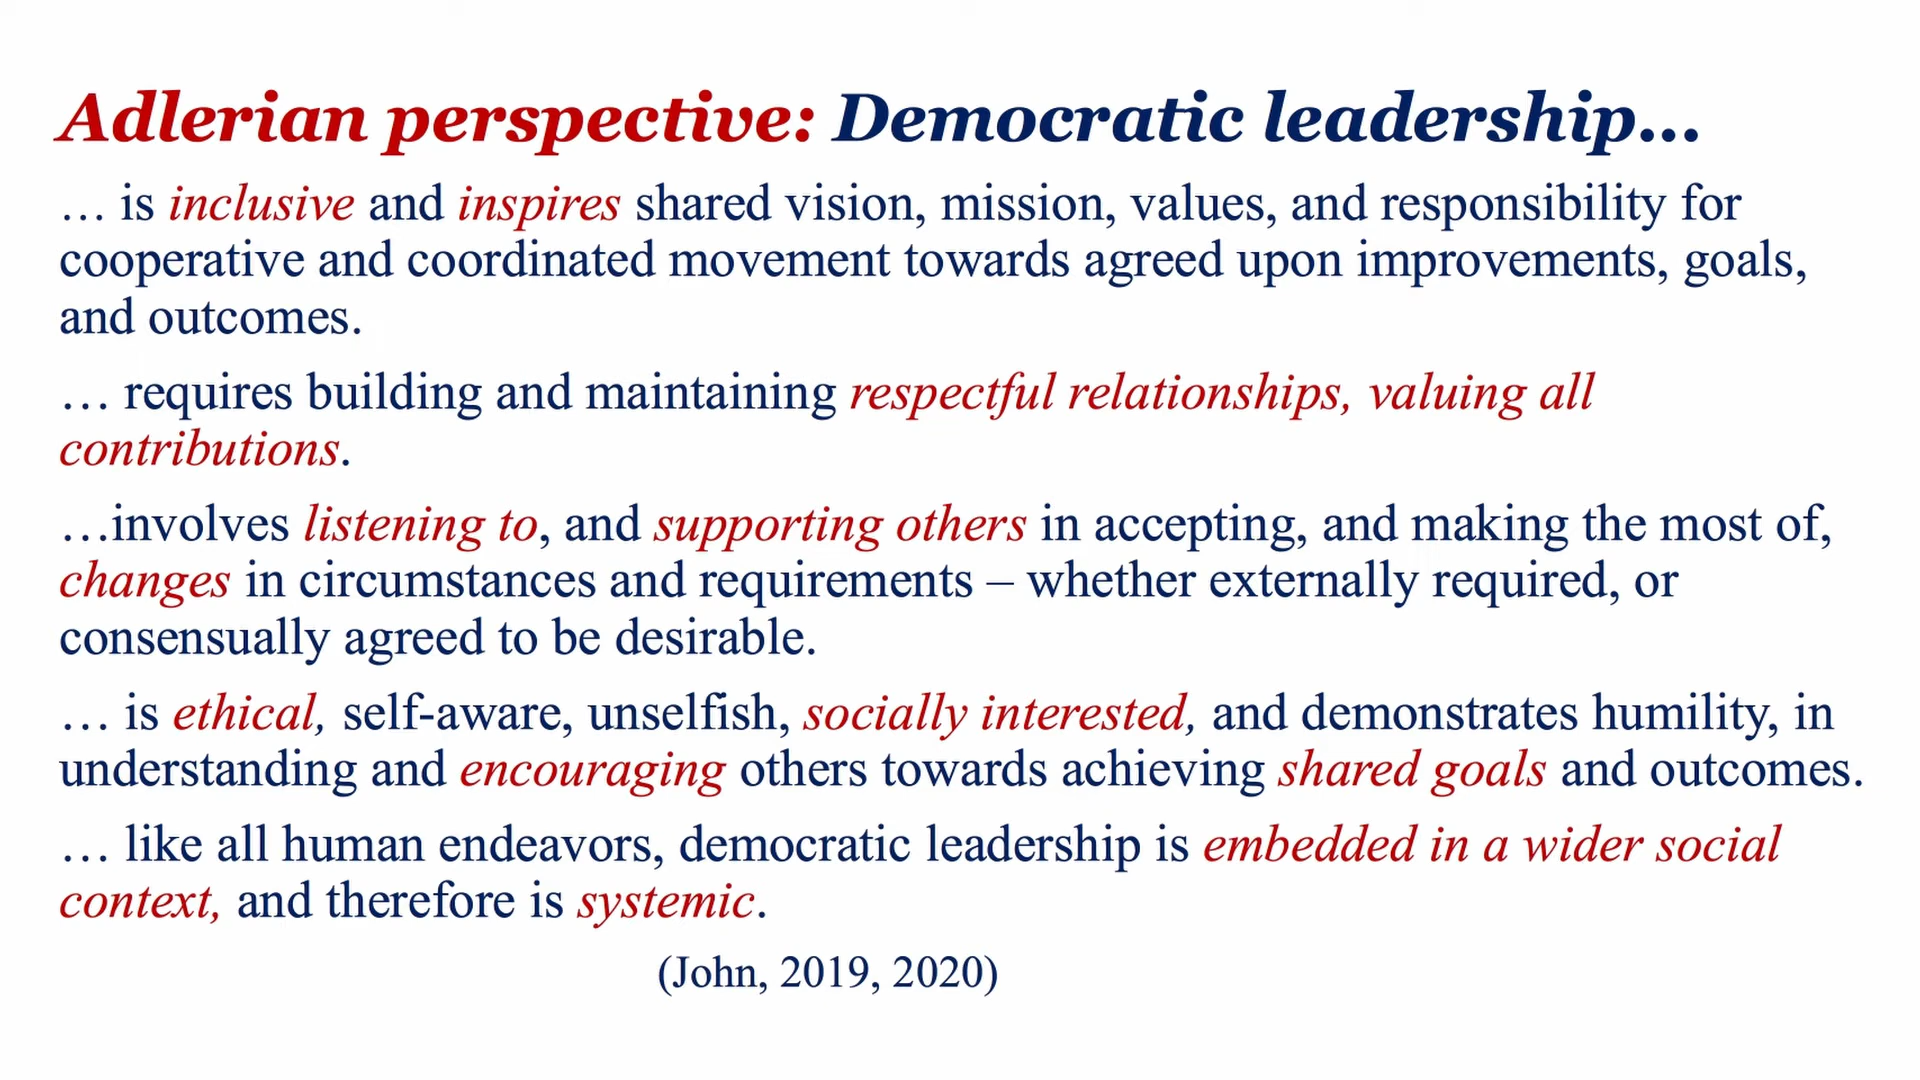 Adlerian perspective: Democratic leadership…
… is inclusive and inspires shared vision, mission, values, and responsibility for
cooperative and coordinated movement towards agreed upon improvements, goals,
and outcomes.
… requires building and maintaining respectful relationships, valuing all
contributions.
…involves listening to, and supporting others in accepting, and making the most of,
changes in circumstances and requirements – whether externally required, or
consensually agreed to be desirable.
… is ethical, self-aware, unselfish, socially interested, and demonstrates humility, in
understanding and encouraging others towards achieving shared goals and outcomes.
… like all human endeavors, democratic leadership is embedded in a wider social
context, and therefore is systemic.
(John, 2019, 2020)